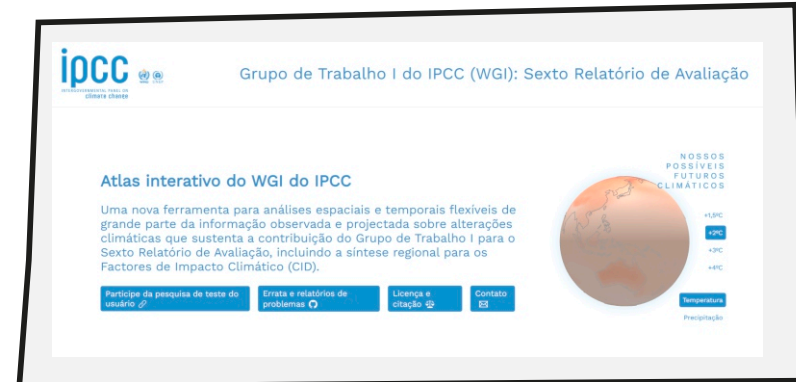 ipcc
INTERGOVERNMENTAL PANEL ON
climate change
Grupo de Trabalho I do IPCC (WGI): Sexto Relatório de Avaliação
NOSSOS
POSSÍVEIS
FUTUROS
CLIMÁTICOS
Atlas interativo do WGI do IPCC
Uma nova ferramenta para análises espaciais e temporais flexíveis de
grande parte da informação observada e projectada sobre alterações
climáticas que sustenta a contribuição do Grupo de Trabalho I para o
Sexto Relatório de Avaliação, incluindo a síntese regional para os
Factores de Impacto Climático (CID).
+1,5ºC
+2ºC
+3ºC
+4ºC
Participe da pesquisa de teste do
usuário
Errata e relatórios de
problemas
Licença e
citação
Contato
Temperatura
Precipitação